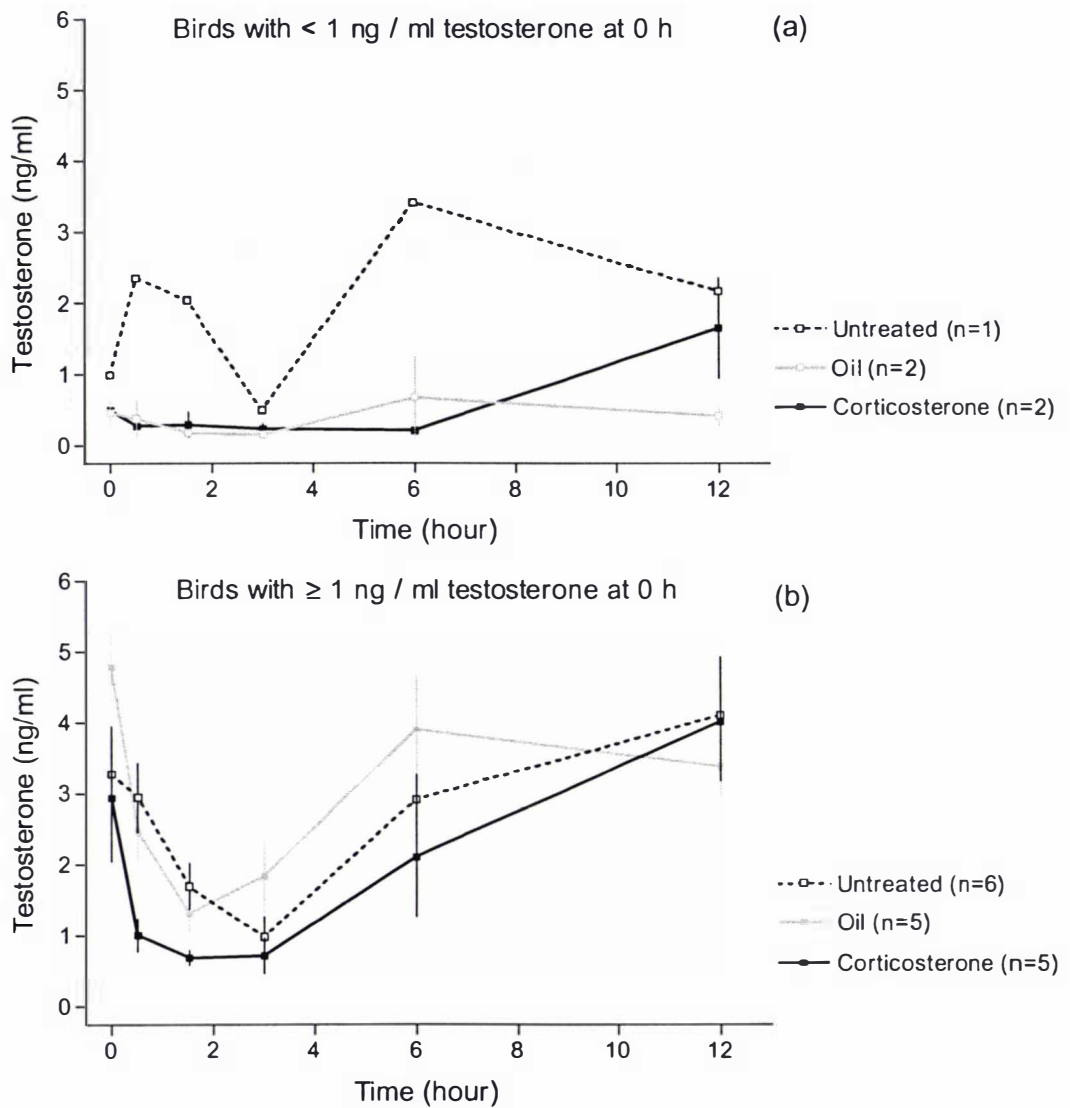 Birds with < 1 ng / ml testosterone at 0 h
(a)
Testosterone (ng/ml)
6
5
4
3
2
1
0
0 2 4 6 8 10 12
Time (hour)
Untreated (n=1)
Oil (n=2)
Corticosterone (n=2)
Birds with ≥ 1 ng / ml testosterone at 0 h
(b)
Testosterone (ng/ml)
6
5
4
3
2
1
0
0 2 4 6 8 10 12
Time (hour)
Untreated (n=6)
Oil (n=5)
Corticosterone (n=5)